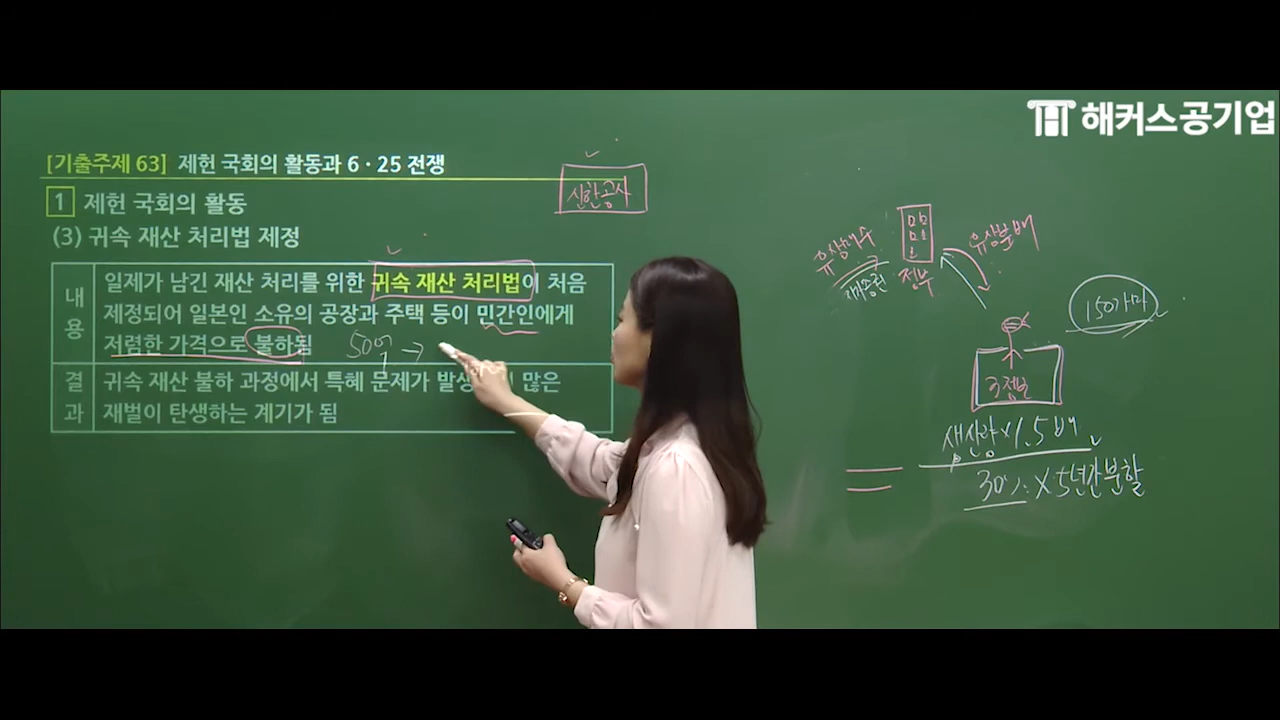 해커스공기업
[기출주제 63] 제헌 국회의 활동과 6·25 전쟁
신한공사
1 제헌 국회의 활동
(3) 귀속 재산 처리법 제정
내용
일제가 남긴 재산 처리를 위한 귀속 재산 처리법이 처음
제정되어 일본인 소유의 공장과 주택 등이 민간인에게
저렴한 가격으로 불하됨
50억 →
결과
귀속 재산 불하 과정에서 특혜 문제가 발생 많은
재벌이 탄생하는 계기가 됨
유상매수
정부
유상분배
150가마
3정보
생산량×1.5배
30%×5년간분할